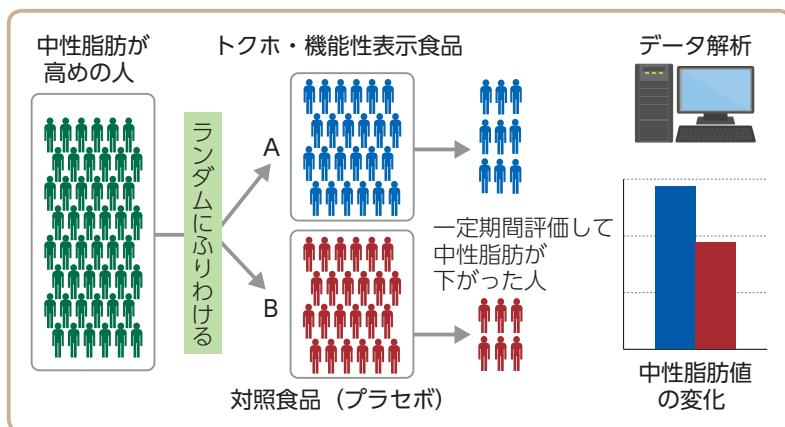 中性脂肪が
高めの人
ランダムにふりわける
A
B
トクホ・機能性表示食品
対照食品（プラセボ）
一定期間評価して
中性脂肪が
下がった人
データ解析
中性脂肪値
の変化